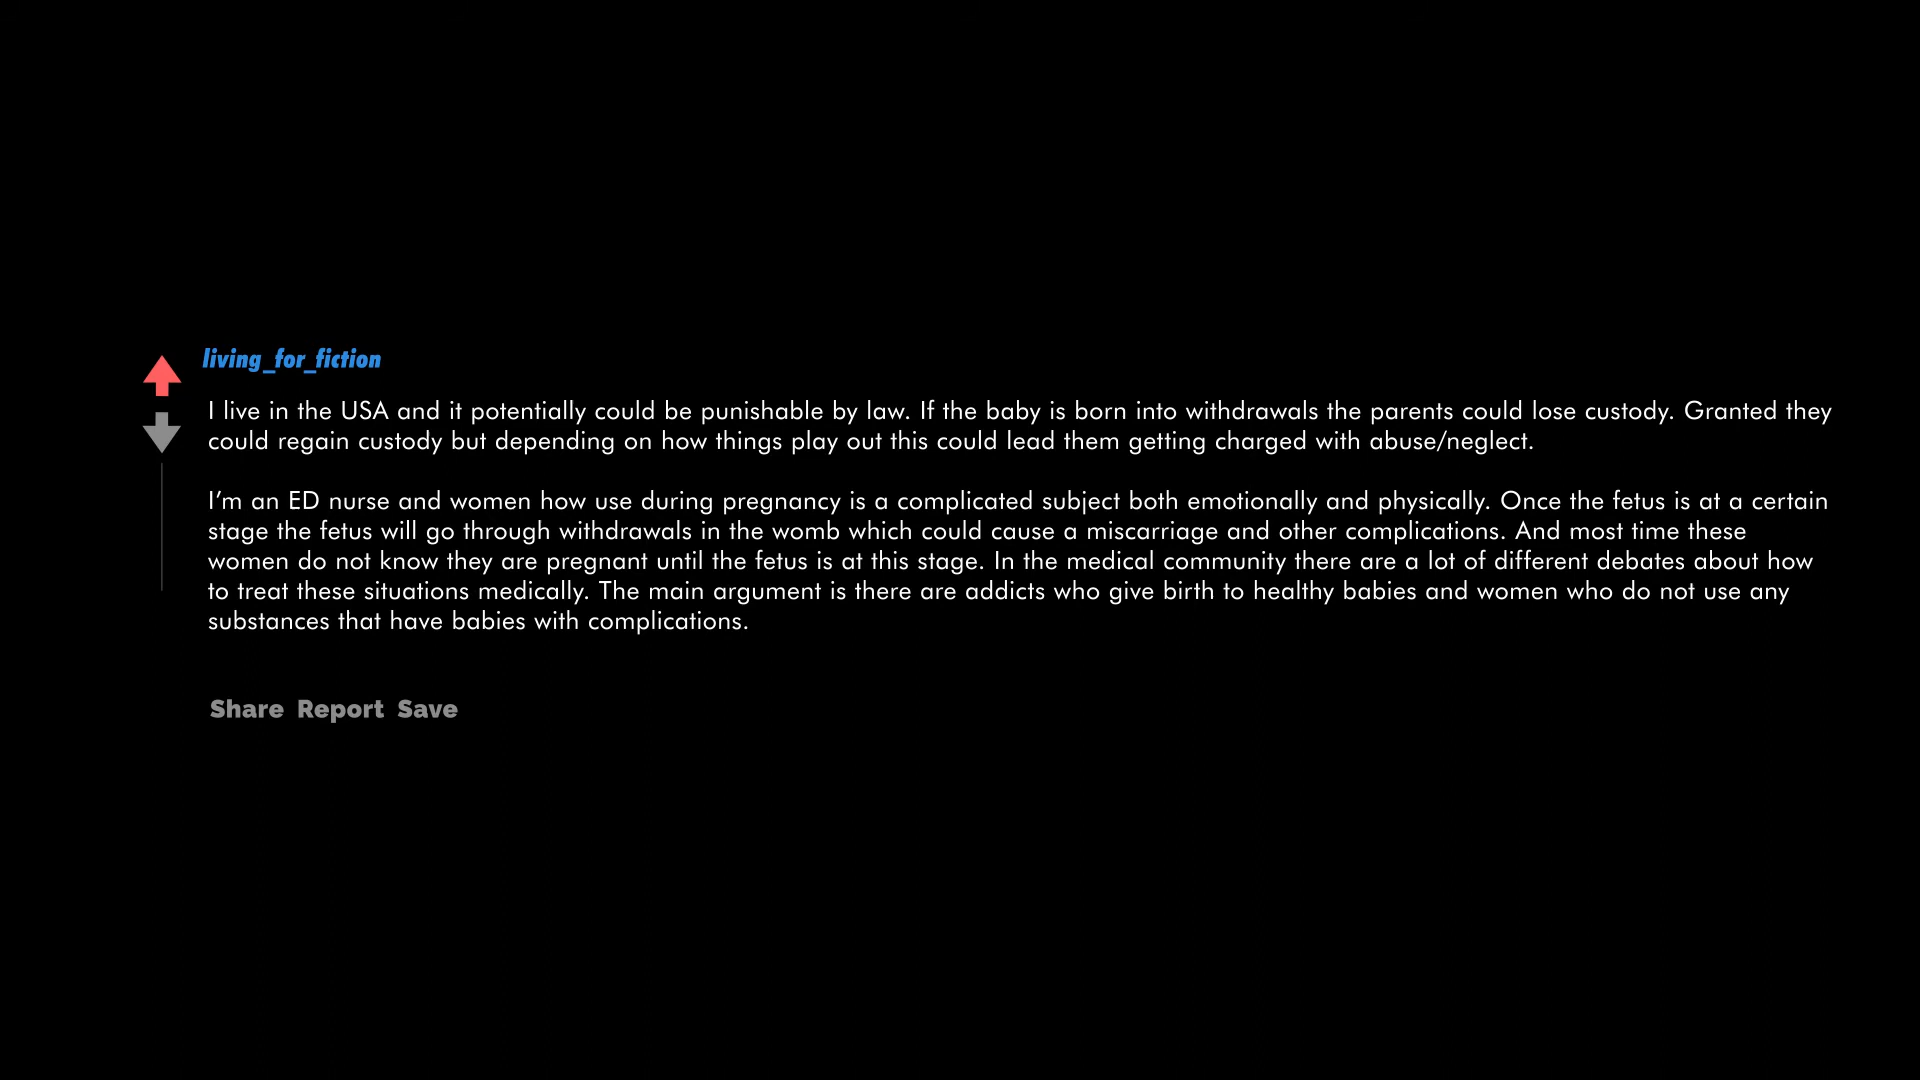 living_for_fiction
I live in the USA and it potentially could be punishable by law. If the baby is born into withdrawals the parents could lose custody. Granted they
could regain custody but depending on how things play out this could lead them getting charged with abuse/neglect.
I’m an ED nurse and women how use during pregnancy is a complicated subject both emotionally and physically. Once the fetus is at a certain
stage the fetus will go through withdrawals in the womb which could cause a miscarriage and other complications. And most time these
women do not know they are pregnant until the fetus is at this stage. In the medical community there are a lot of different debates about how
to treat these situations medically. The main argument is there are addicts who give birth to healthy babies and women who do not use any
substances that have babies with complications.
Share Report Save